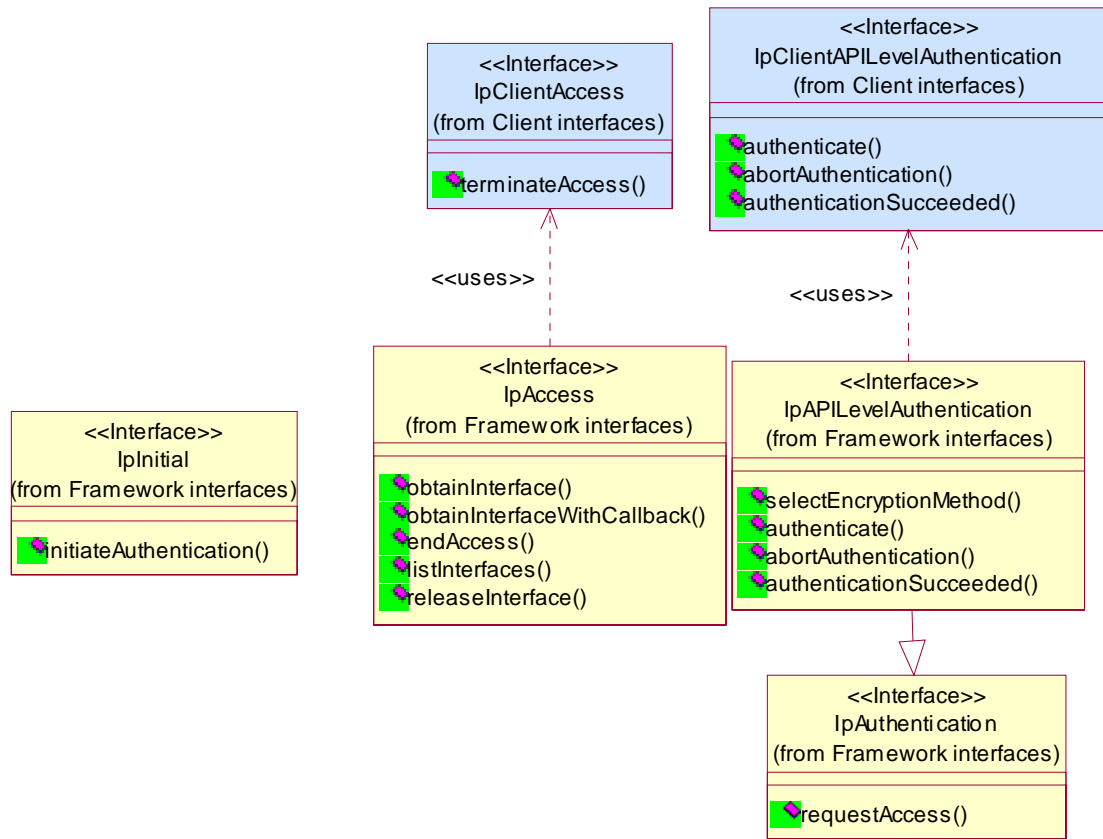 <<Interface>>
IpClientAccess
(from Client interfaces)
terminateAccess()
<<Interface>>
IpClientAPILevelAuthentication
(from Client interfaces)
authenticate()
abortAuthentication()
authenticationSucceeded()
<<uses>>
<<uses>>
<<Interface>>
IpInitial
(from Framework interfaces)
initiateAuthentication()
<<Interface>>
IpAccess
(from Framework interfaces)
obtainInterface()
obtainInterfaceWithCallback()
endAccess()
listInterfaces()
releaseInterface()
<<Interface>>
IpAPILevelAuthentication
(from Framework interfaces)
selectEncryptionMethod()
authenticate()
abortAuthentication()
authenticationSucceeded()
<<Interface>>
IpAuthentication
(from Framework interfaces)
requestAccess()